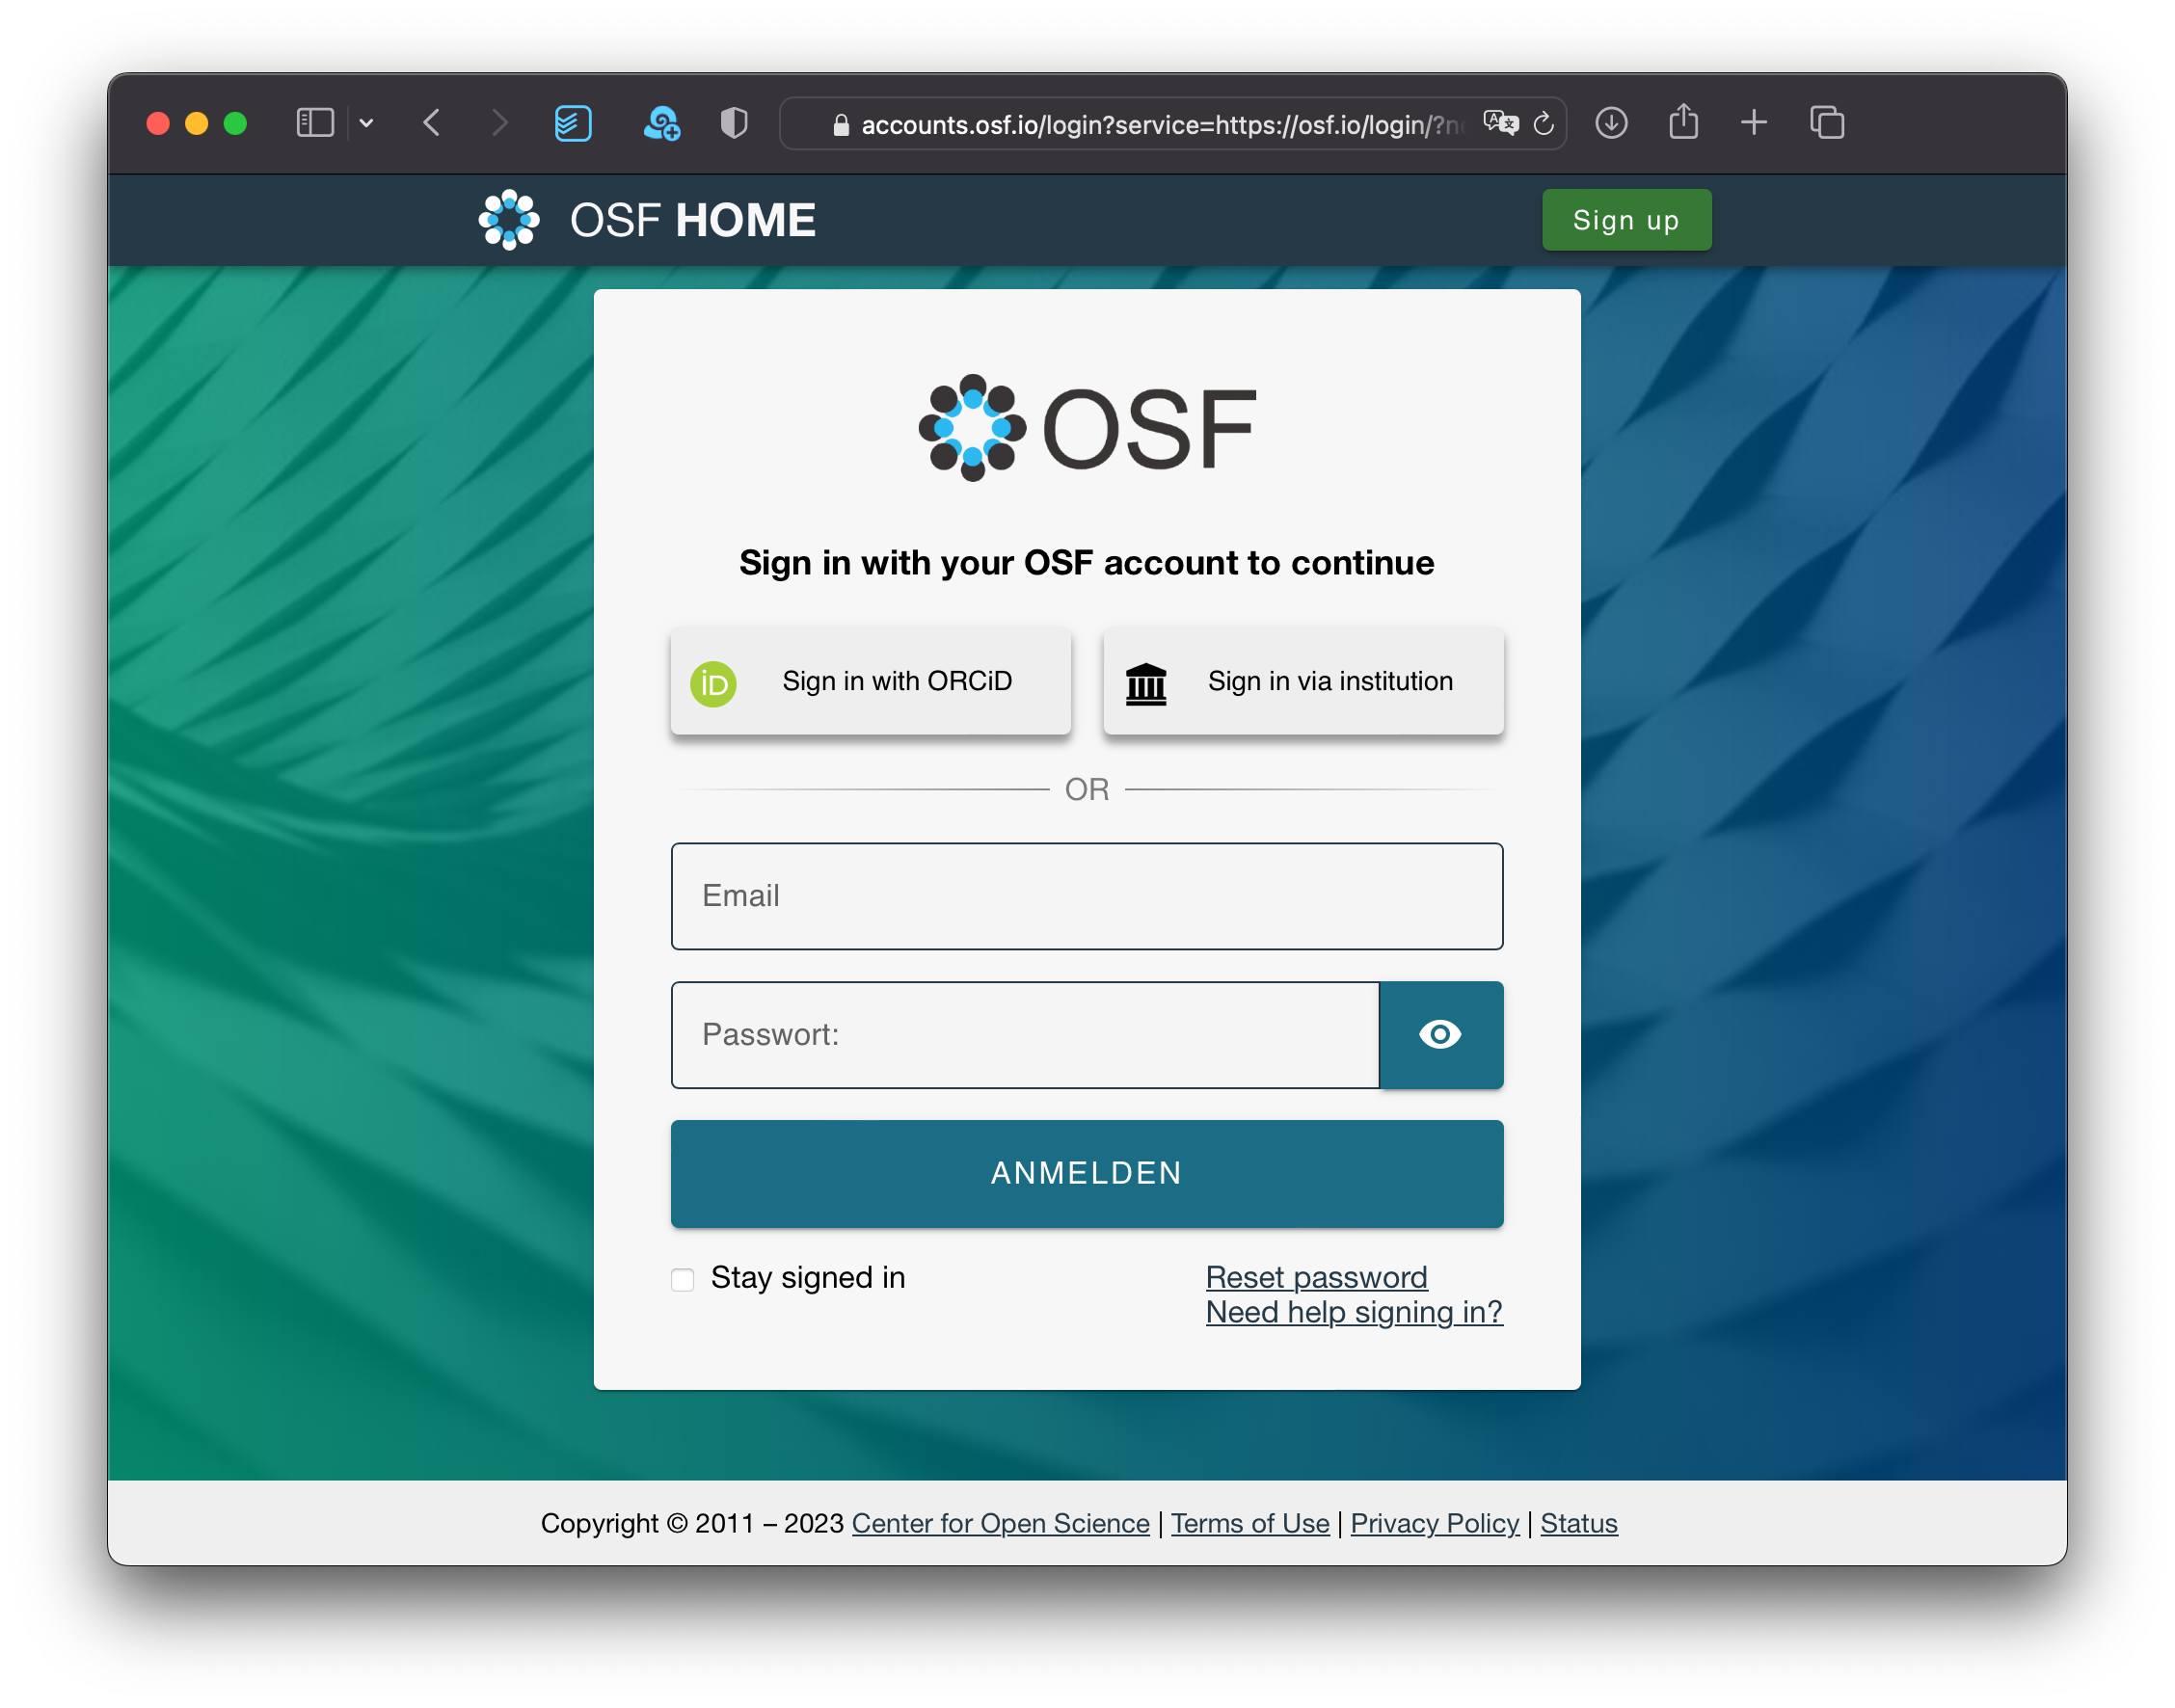 accounts.osf.io/login?service=https://osf.io/login/?ne
OSF HOME
Sign up
OSF
Sign in with your OSF account to continue
iD Sign in with ORCiD
Sign in via institution
OR
Email
Passwort:
ANMELDEN
Stay signed in
Reset password
Need help signing in?
Copyright © 2011 – 2023 Center for Open Science | Terms of Use | Privacy Policy | Status